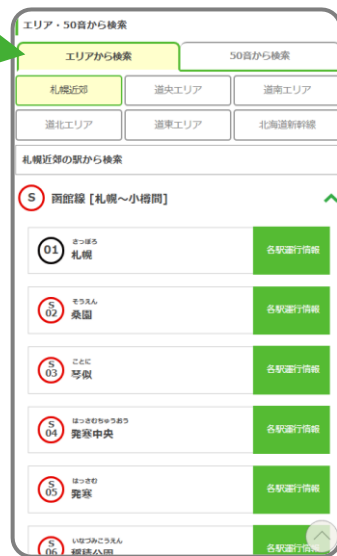 エリア・50音から検索
エリアから検索
50音から検索
札幌近郊
道央エリア
道南エリア
道北エリア
道東エリア
北海道新幹線
札幌近郊の駅から検索
S 函館線 [札幌～小樽間]
さっぽろ
01 札幌
各駅運行情報
そうえん
S 02 桑園
各駅運行情報
ことに
S 03 琴似
各駅運行情報
はっさむちゅうおう
S 04 発寒中央
各駅運行情報
はっさむ
S 05 発寒
各駅運行情報
いなづみこうえん
S 06 稲積公園
各駅運行情報